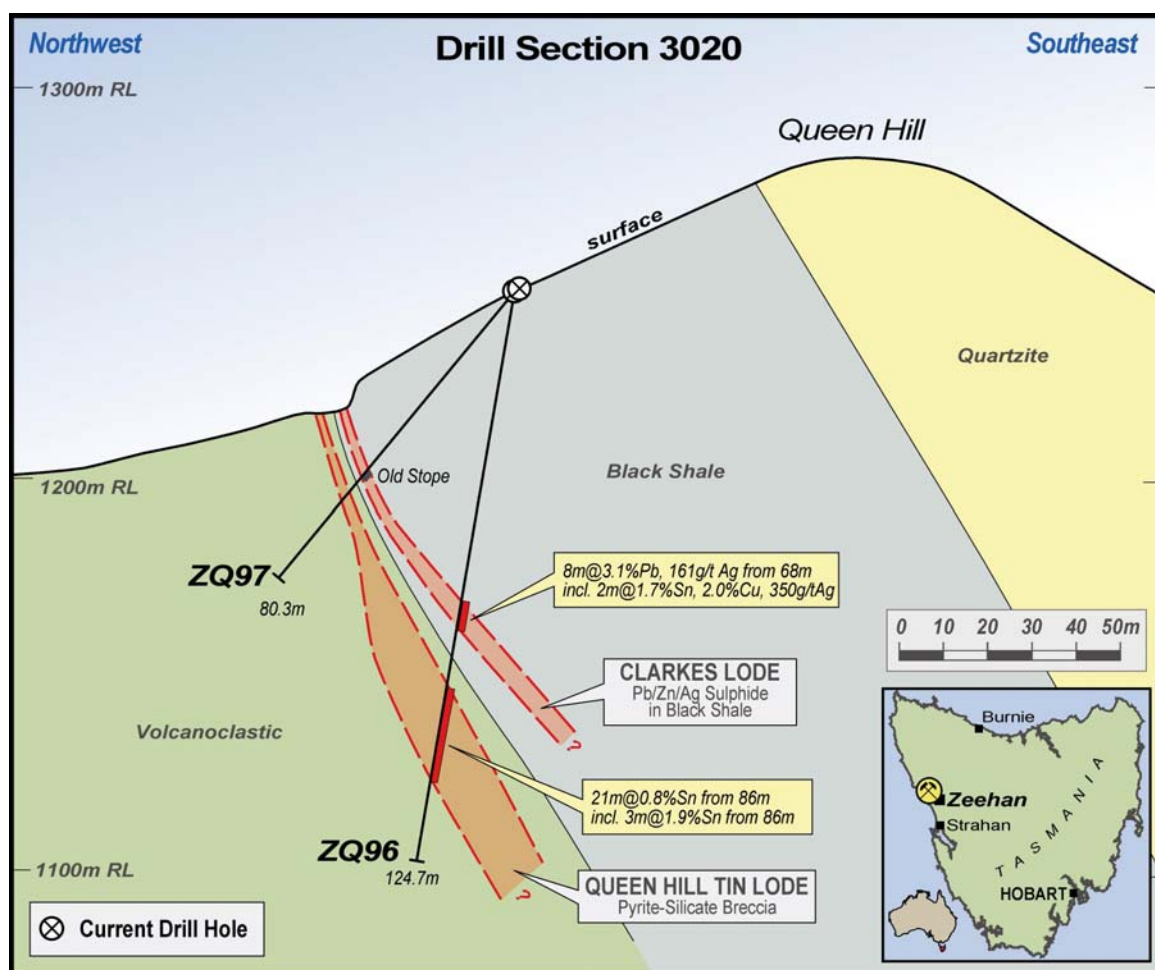 Northwest
Drill Section 3020
Southeast
1300m RL
Queen Hill
surface
Quartzite
Black Shale
1200m RL
Old Stope
ZQ97
80.3m
8m@3.1%Pb, 161g/t Ag from 68m
incl. 2m@1.7%Sn, 2.0%Cu, 350g/tAg
0 10 20 30 40 50m
CLARKES LODE
Pb/Zn/Ag Sulphide
in Black Shale
?
Volcanoclastic
21m@0.8%Sn from 86m
incl. 3m@1.9%Sn from 86m
ZQ96
124.7m
1100m RL
QUEEN HILL TIN LODE
Pyrite-Silicate Breccia
?
Current Drill Hole
Burnie
Zeehan
Strahan
TASMANIA
HOBART